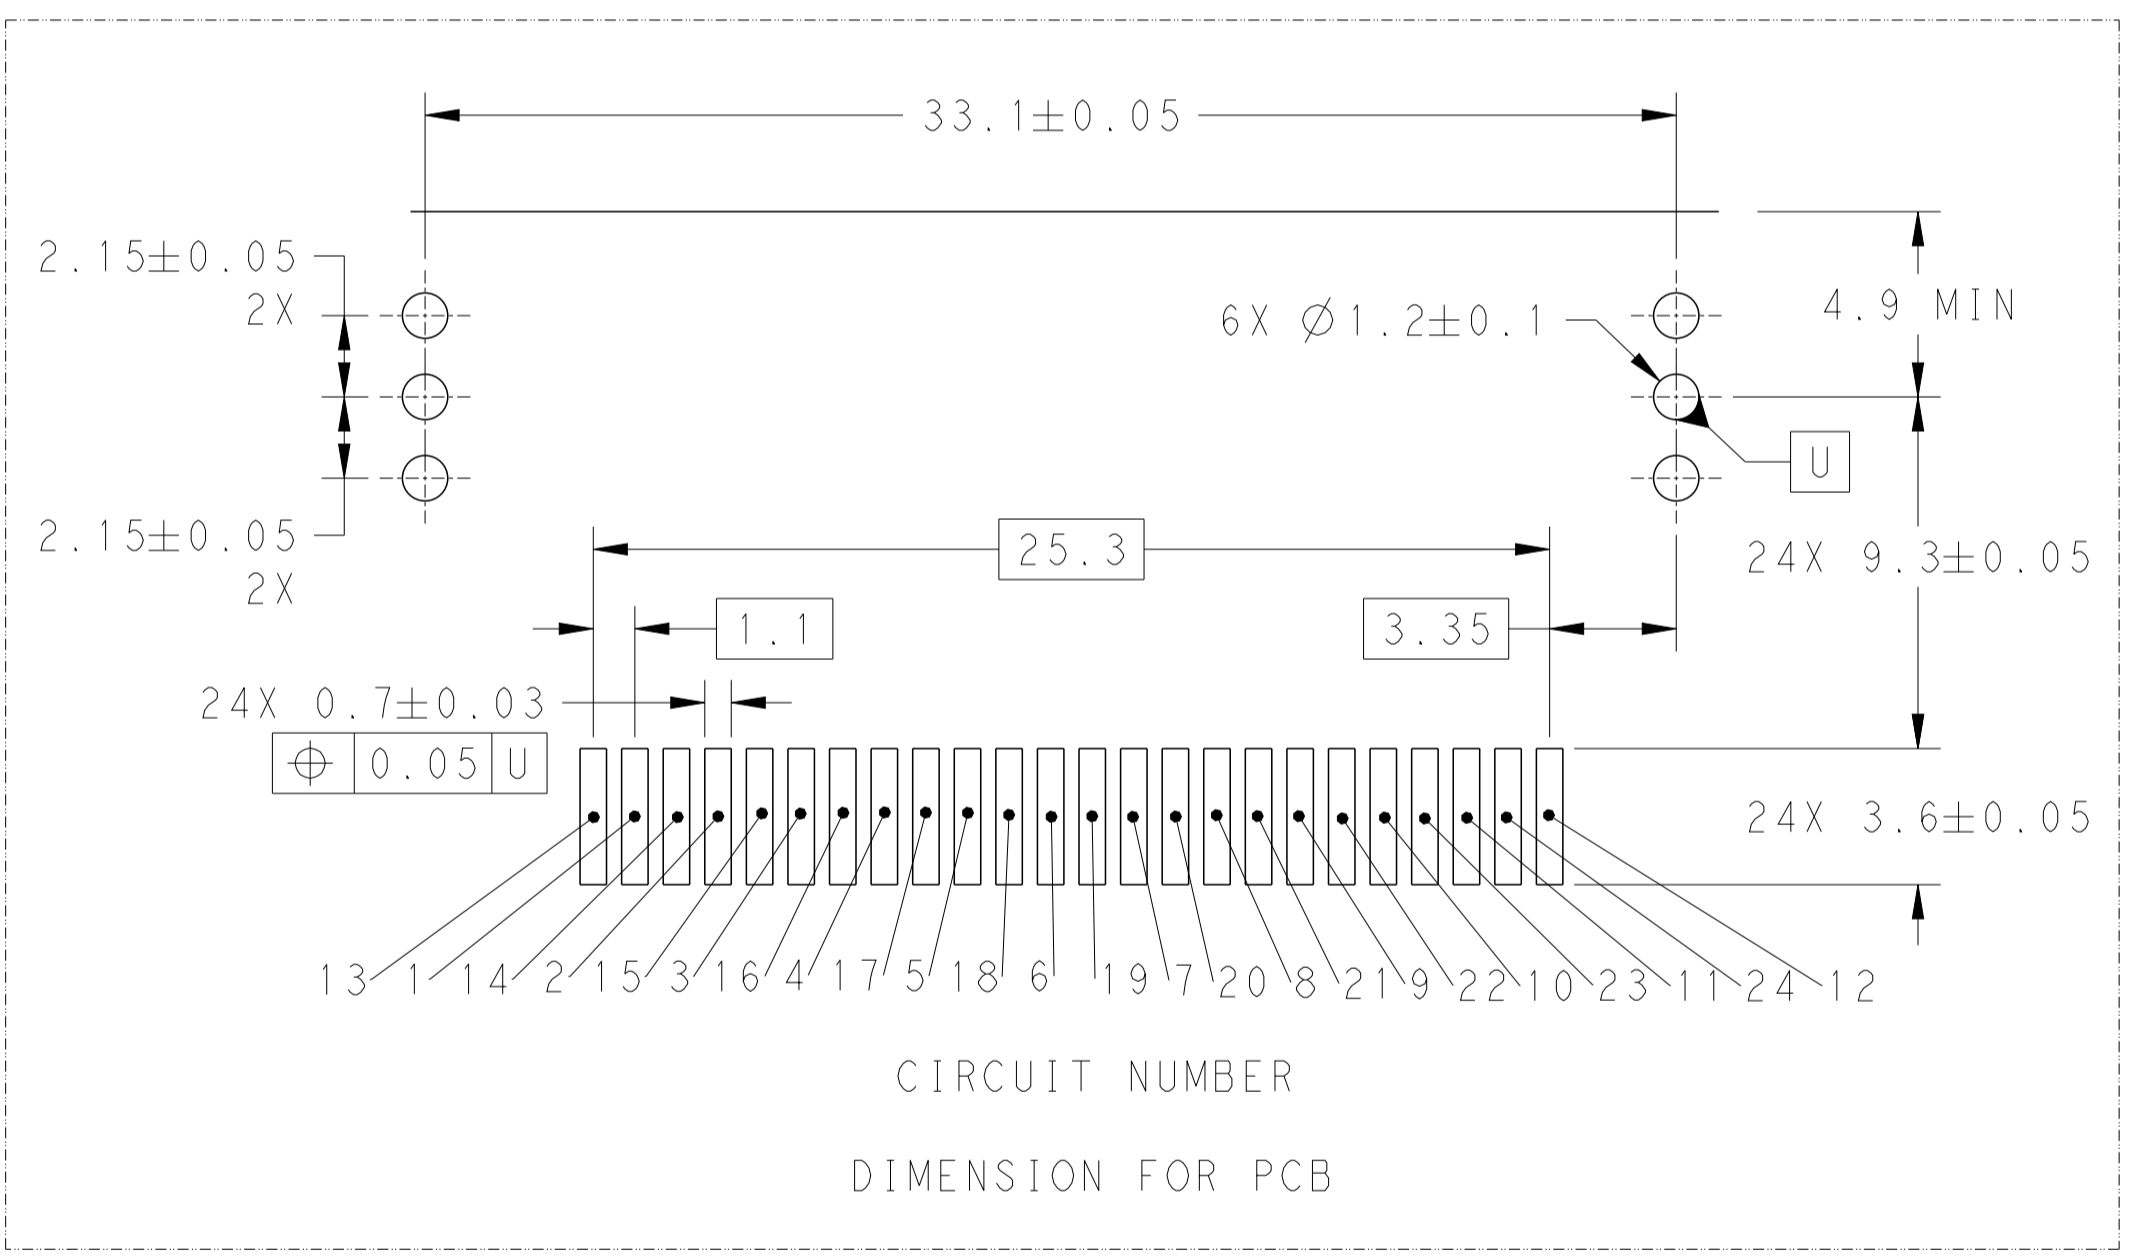 33.1±0.05
2.15±0.05
2X
6X Ø1.2±0.1
4.9 MIN
U
2.15±0.05
2X
25.3
24X 9.3±0.05
1.1
3.35
24X 0.7±0.03
⌖ 0.05 U
24X 3.6±0.05
13 1 14 2 15 3 16 4 17 5 18 6 19 7 20 8 21 9 22 10 23 11 24 12
CIRCUIT NUMBER
DIMENSION FOR PCB